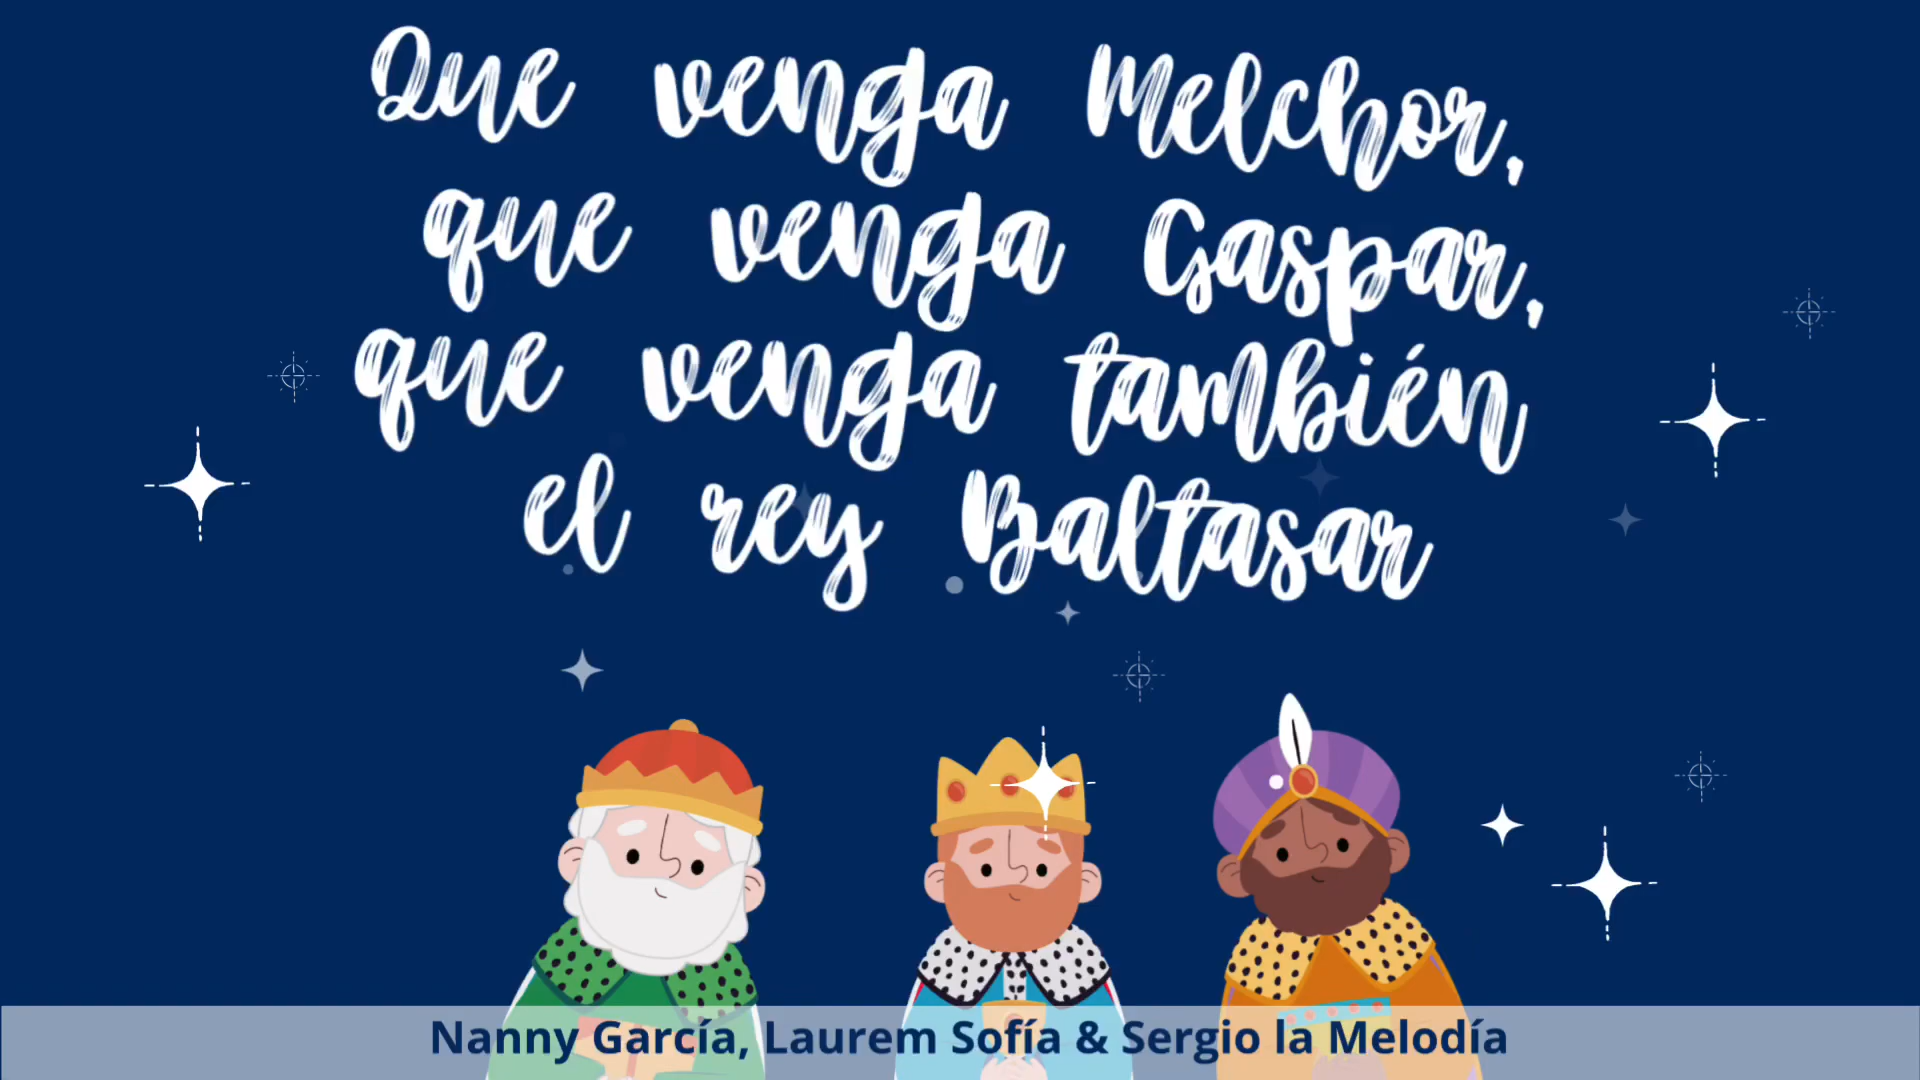 Que venga Melchor,
que venga Gaspar,
que venga también
el rey Baltasar
Nanny García, Laurem Sofía & Sergio la Melodía